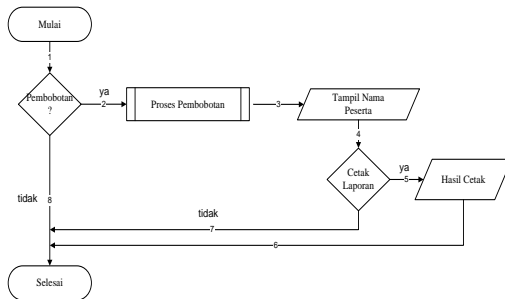 Mulai
1
Pembobotan
?
ya
2
Proses Pembobotan
3
Tampil Nama
Peserta
4
Cetak
Laporan
ya
5
Hasil Cetak
tidak
8
tidak
7
6
Selesai